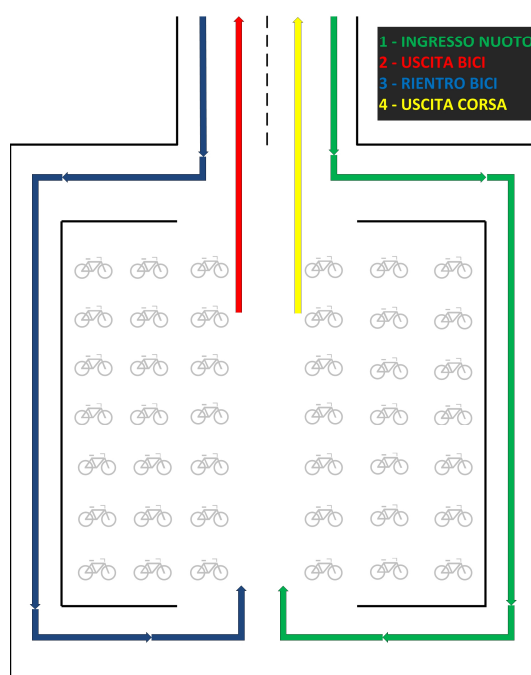 1 - INGRESSO NUOTO
2 - USCITA BICI
3 - RIENTRO BICI
4 - USCITA CORSA